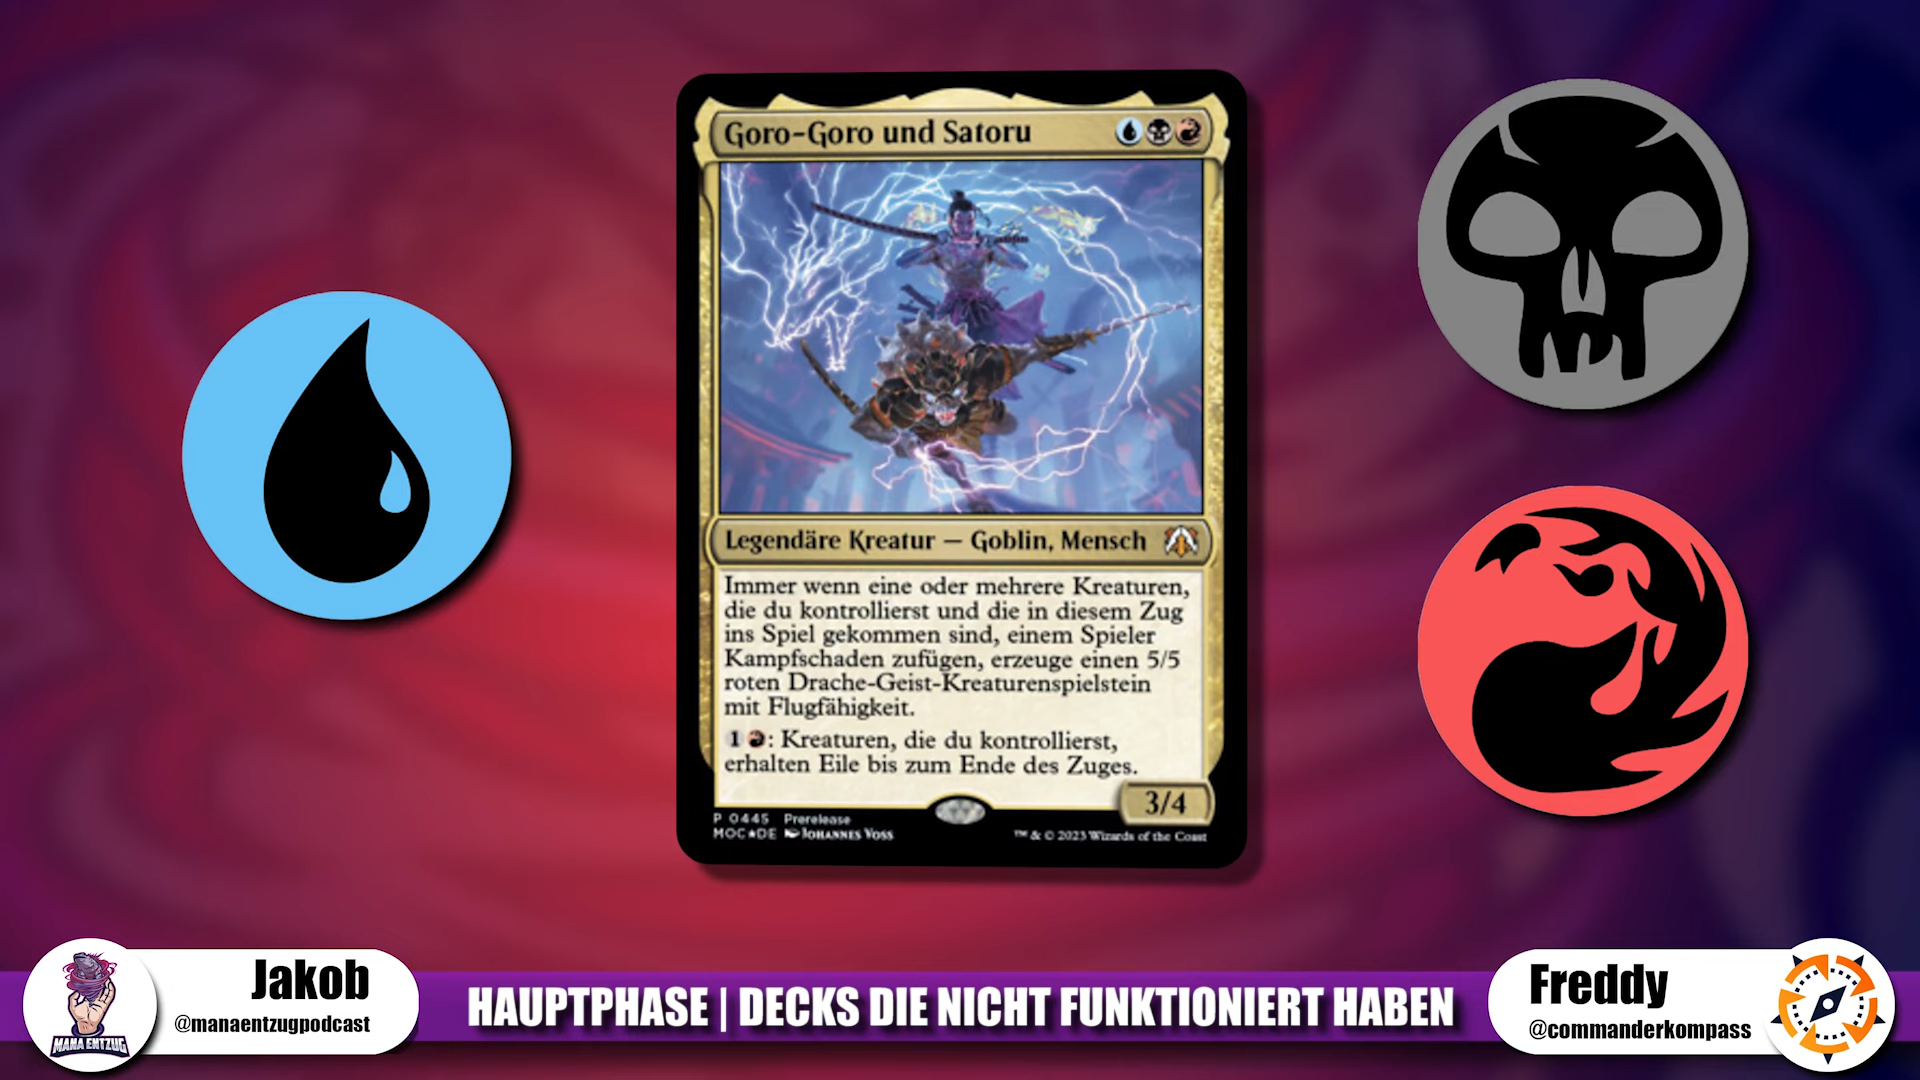 Goro-Goro und Satoru
Legendäre Kreatur — Goblin, Mensch
Immer wenn eine oder mehrere Kreaturen,
die du kontrollierst und die in diesem Zug
ins Spiel gekommen sind, einem Spieler
Kampfschaden zufügen, erzeuge einen 5/5
roten Drache-Geist-Kreaturenspielstein
mit Flugfähigkeit.
1 : Kreaturen, die du kontrollierst,
erhalten Eile bis zum Ende des Zuges.
3/4
P 0445 Prerelease
MOC★DE Johannes Voss
™ & © 2023 Wizards of the Coast
MANA ENTZUG
Jakob
@manaentzugpodcast
HAUPTPHASE | DECKS DIE NICHT FUNKTIONIERT HABEN
Freddy
@commanderkompass